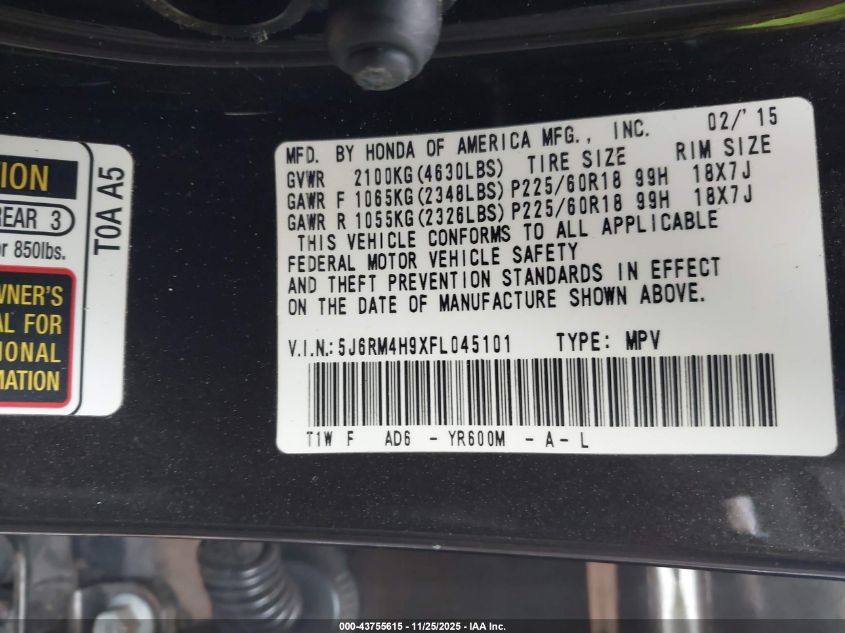 ION
REAR 3
or 850lbs.
WNER'S
AL FOR
IONAL
MATION
T0A A5
MFD. BY HONDA OF AMERICA MFG., INC. 02/'15
GVWR 2100KG(4630LBS) TIRE SIZE RIM SIZE
GAWR F 1065KG(2348LBS) P225/60R18 99H 18X7J
GAWR R 1055KG(2326LBS) P225/60R18 99H 18X7J
THIS VEHICLE CONFORMS TO ALL APPLICABLE
FEDERAL MOTOR VEHICLE SAFETY
AND THEFT PREVENTION STANDARDS IN EFFECT
ON THE DATE OF MANUFACTURE SHOWN ABOVE.
V.I.N.: 5J6RM4H9XFL045101 TYPE: MPV
T1W F AD6 - YR600M - A - L
000-43755615 - 11/25/2025 - IAA Inc.